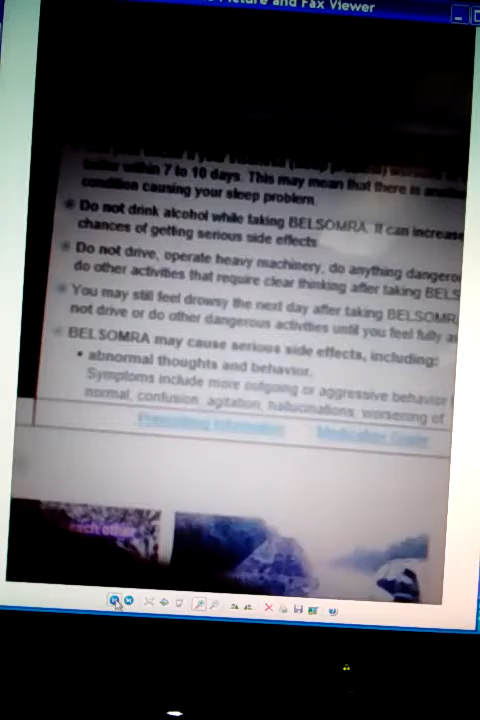 Picture and Fax Viewer
within 7 to 10 days. This may mean that there is
condition causing your sleep problem.
Do not drink alcohol while taking BELSOMRA. It can increase
chances of getting serious side effects
Do not drive, operate heavy machinery, do anything dangero
do other activities that require clear thinking after taking BELS
You may still feel drowsy the next day after taking BELSOMR
not drive or do other dangerous activities until you feel fully a
BELSOMRA may cause serious side effects, including:
• abnormal thoughts and behavior.
Symptoms include more outgoing or aggressive behavior
normal, confusion, agitation, hallucinations, worsening of
Prescribing Information Medication Guide
each other